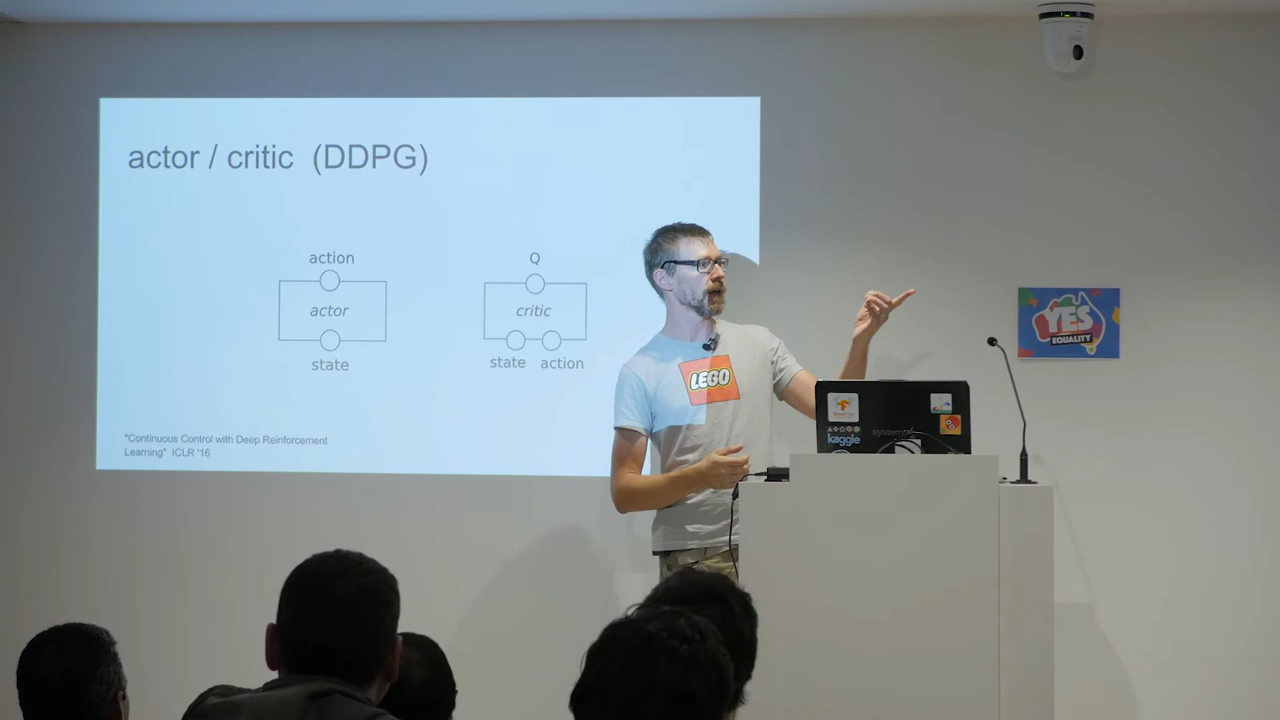 actor / critic (DDPG)
action
Q
actor
critic
state
state action
"Continuous Control with Deep Reinforcement
Learning" ICLR '16
LEGO
kaggle
YES
EQUALITY